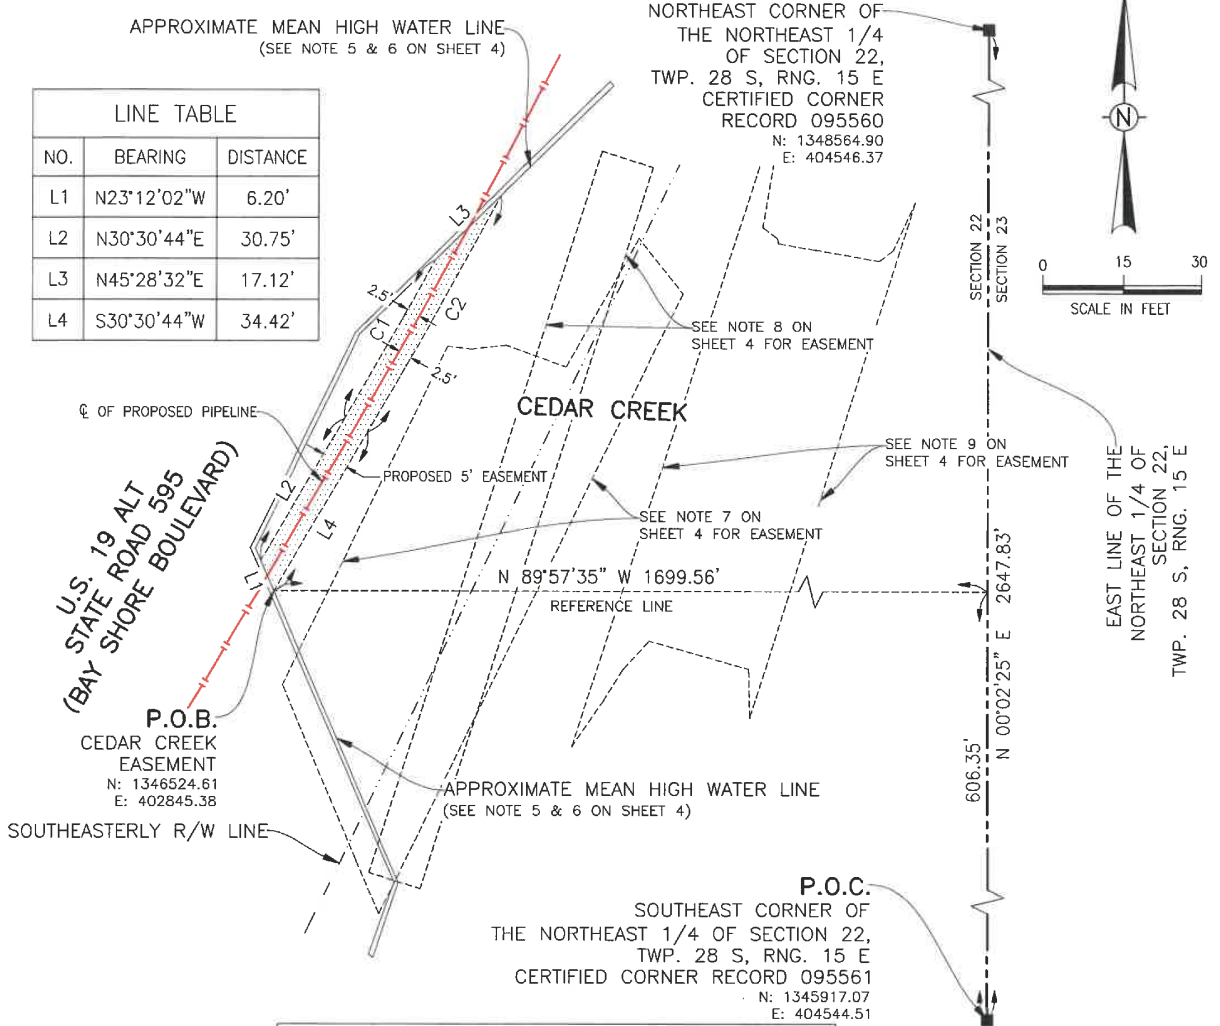 APPROXIMATE MEAN HIGH WATER LINE
(SEE NOTE 5 & 6 ON SHEET 4)
NORTHEAST CORNER OF
THE NORTHEAST 1/4
OF SECTION 22,
TWP. 28 S, RNG. 15 E
CERTIFIED CORNER
RECORD 095560
N: 1348564.90
E: 404546.37
N
0 15 30
SCALE IN FEET
LINE TABLE
NO. BEARING DISTANCE
L1 N23°12'02"W 6.20'
L2 N30°30'44"E 30.75'
L3 N45°28'32"E 17.12'
L4 S30°30'44"W 34.42'
SECTION 22
SECTION 23
L3
2.5'
C1
C2
2.5'
SEE NOTE 8 ON
SHEET 4 FOR EASEMENT
CEDAR CREEK
℄ OF PROPOSED PIPELINE
SEE NOTE 9 ON
SHEET 4 FOR EASEMENT
PROPOSED 5' EASEMENT
L2
L4
L1
SEE NOTE 7 ON
SHEET 4 FOR EASEMENT
U.S. 19 ALT
STATE ROAD 595
(BAY SHORE BOULEVARD)
N 89°57'35" W 1699.56'
REFERENCE LINE
EAST LINE OF THE
NORTHEAST 1/4 OF
SECTION 22,
TWP. 28 S, RNG. 15 E
N 00°02'25" E 2647.83'
606.35'
P.O.B.
CEDAR CREEK
EASEMENT
N: 1346524.61
E: 402845.38
APPROXIMATE MEAN HIGH WATER LINE
(SEE NOTE 5 & 6 ON SHEET 4)
SOUTHEASTERLY R/W LINE
P.O.C.
SOUTHEAST CORNER OF
THE NORTHEAST 1/4 OF SECTION 22,
TWP. 28 S, RNG. 15 E
CERTIFIED CORNER RECORD 095561
N: 1345917.07
E: 404544.51